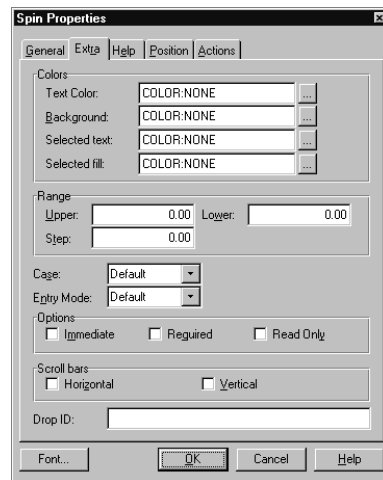 Spin Properties
General Extra Help Position Actions
Colors
Text Color: COLOR:NONE ...
Background: COLOR:NONE ...
Selected text: COLOR:NONE ...
Selected fill: COLOR:NONE ...
Range
Upper: 0.00 Lower: 0.00
Step: 0.00
Case: Default
Entry Mode: Default
Options
Immediate Required Read Only
Scroll bars
Horizontal Vertical
Drop ID:
Font... OK Cancel Help